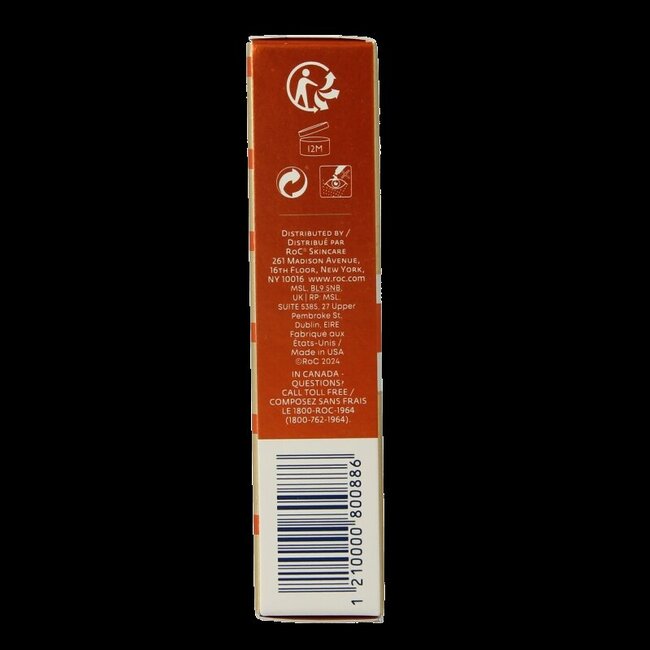 12M
DISTRIBUTED BY /
DISTRIBUÉ PAR
ROC® SKINCARE
261 MADISON AVENUE,
16TH FLOOR, NEW YORK,
NY 10016 www.roc.com
MSL, BL9 5NB,
UK | RP: MSL.
SUITE 5385, 27 Upper
Pembroke St.
Dublin, EIRE
Fabrique aux
États-Unis /
Made in USA
©RoC 2024
IN CANADA -
QUESTIONS?
CALL TOLL FREE /
COMPOSEZ SANS FRAIS
LE 1800-ROC-1964
(1800-762-1964).
1 210000 800886